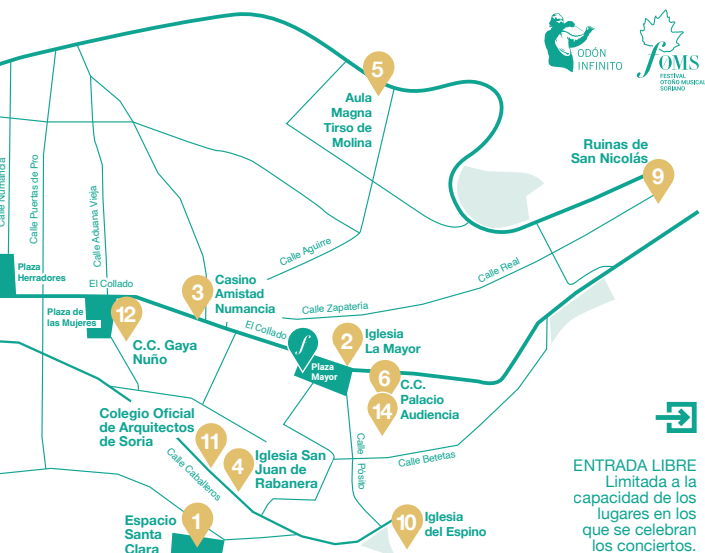 ODÓN
INFINITO
fOMS
FESTIVAL
OTOÑO MUSICAL
SORIANO
5
Aula
Magna
Tirso de
Molina
Ruinas de
San Nicolás
9
Calle Numancia
Calle Puertas de Pro
Calle Aduana Vieja
Calle Aguirre
Calle Real
Plaza
Herradores
El Collado
3
Casino
Amistad
Numancia
Calle Zapatería
Plaza de
las Mujeres
12
C.C. Gaya
Nuño
El Collado
f
Plaza
Mayor
2
Iglesia
La Mayor
6
C.C.
Palacio
Audiencia
14
Colegio Oficial
de Arquitectos
de Soria
11
Calle Caballeros
4
Iglesia San
Juan de
Rabanera
Calle Pósito
Calle Betetas
Espacio
Santa
Clara
1
10
Iglesia
del Espino
ENTRADA LIBRE
Limitada a la
capacidad de los
lugares en los
que se celebran
los conciertos.